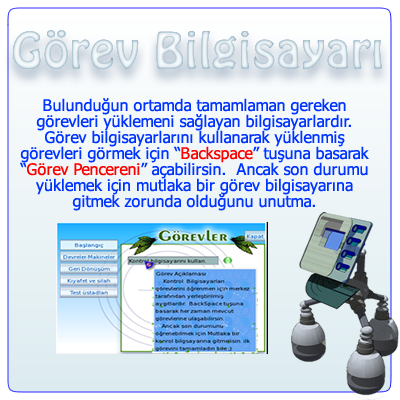 Görev Bilgisayarı
Bulunduğun ortamda tamamlaman gereken
görevleri yüklemeni sağlayan bilgisayarlardır.
Görev bilgisayarlarını kullanarak yüklenmiş
görevleri görmek için “Backspace” tuşuna basarak
“Görev Pencereni” açabilirsin. Ancak son durumu
yüklemek için mutlaka bir görev bilgisayarına
gitmek zorunda olduğunu unutma.
GÖREVLER
Kapat
Başlangıç
Devreler-Makineler
Geri Dönüşüm
Kıyafet ve silah
Test üstadları
Kontrol bilgisayarını kullan.
Görev Açıklaması
Kontrol Bilgisayarı
görevlerini öğrenmen için merkez
tarafından yerleştirilmiş
aygıtlardır. BackSpace tuşuna
basarak her zaman mevcut
görevlerine ulaşabilirsin.
Ancak son durumunu
öğrenebilmek için Mutlaka bir
kontrol bilgisayarına gitmelisin. ilk
görevini tamamladın bile :)